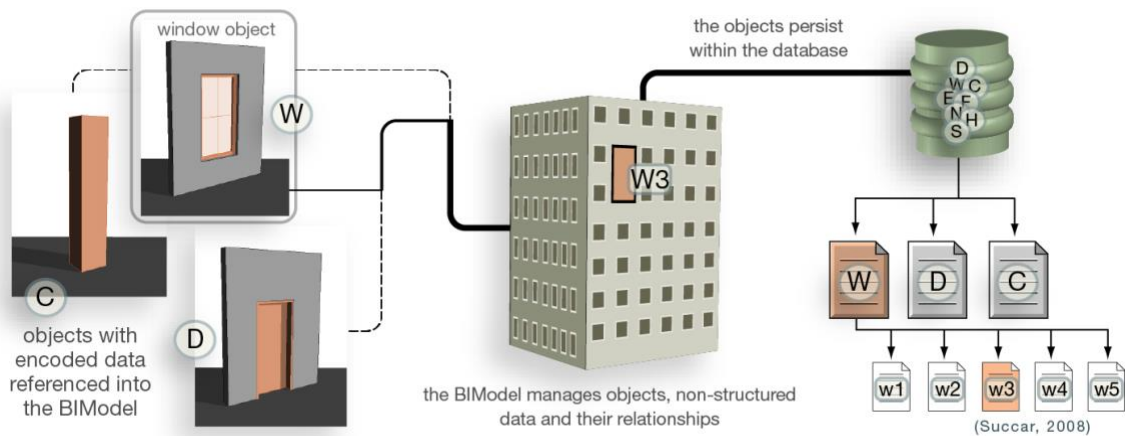 window object
W
C
objects with
encoded data
referenced into
the BIModel
D
W3
the BIModel manages objects, non-structured
data and their relationships
the objects persist
within the database
D
W C
E F
N H
S
W D C
w1 w2 w3 w4 w5
(Succar, 2008)